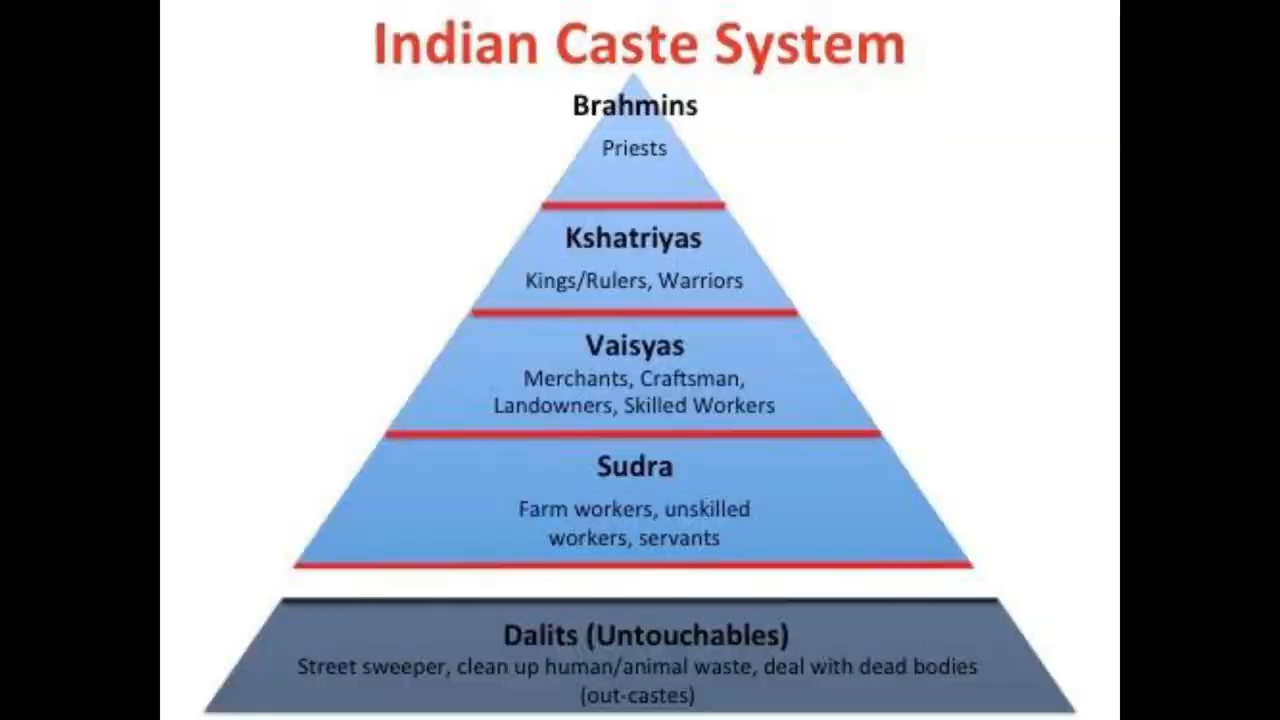 Indian Caste System
Brahmins
Priests
Kshatriyas
Kings/Rulers, Warriors
Vaisyas
Merchants, Craftsman,
Landowners, Skilled Workers
Sudra
Farm workers, unskilled
workers, servants
Dalits (Untouchables)
Street sweeper, clean up human/animal waste, deal with dead bodies
(out-castes)